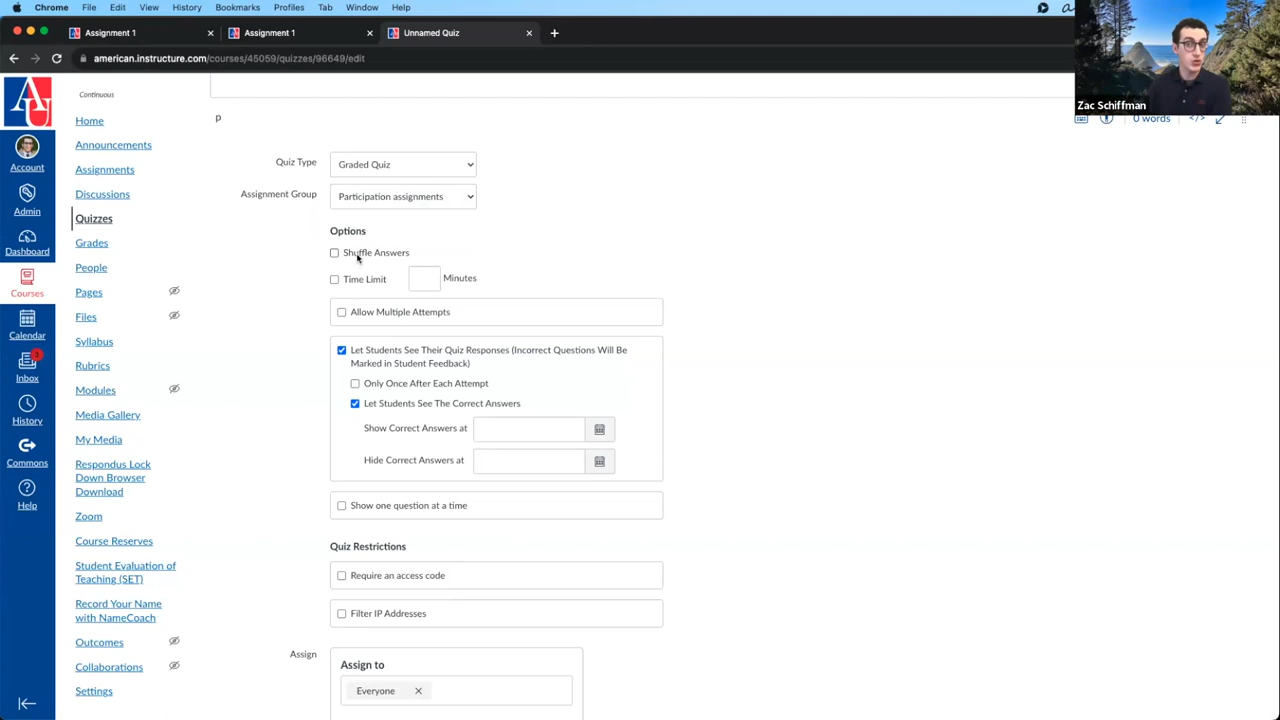 Chrome File Edit View History Bookmarks Profiles Tab Window Help
Assignment 1
Assignment 1
Unnamed Quiz
american.instructure.com/courses/45059/quizzes/96649/edit
Zac Schiffman
AU
Account
Admin
Dashboard
Courses
Calendar
3
Inbox
History
Commons
Help
Continuous
Home
Announcements
Assignments
Discussions
Quizzes
Grades
People
Pages
Files
Syllabus
Rubrics
Modules
Media Gallery
My Media
Respondus Lock
Down Browser
Download
Zoom
Course Reserves
Student Evaluation of
Teaching (SET)
Record Your Name
with NameCoach
Outcomes
Collaborations
Settings
p
0 words
</>
Quiz Type Graded Quiz
Assignment Group Participation assignments
Options
Shuffle Answers
Time Limit Minutes
Allow Multiple Attempts
Let Students See Their Quiz Responses (Incorrect Questions Will Be
Marked in Student Feedback)
Only Once After Each Attempt
Let Students See The Correct Answers
Show Correct Answers at
Hide Correct Answers at
Show one question at a time
Quiz Restrictions
Require an access code
Filter IP Addresses
Assign
Assign to
Everyone